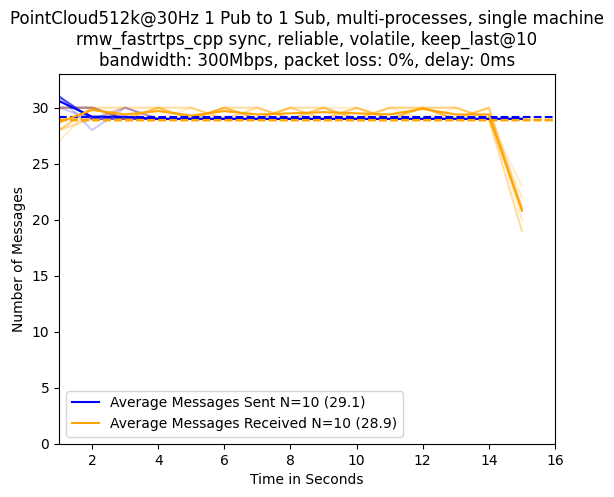 PointCloud512k@30Hz 1 Pub to 1 Sub, multi-processes, single machine
rmw_fastrtps_cpp sync, reliable, volatile, keep_last@10
bandwidth: 300Mbps, packet loss: 0%, delay: 0ms
Number of Messages
30
25
20
15
10
5
0
Average Messages Sent N=10 (29.1)
Average Messages Received N=10 (28.9)
2 4 6 8 10 12 14 16
Time in Seconds